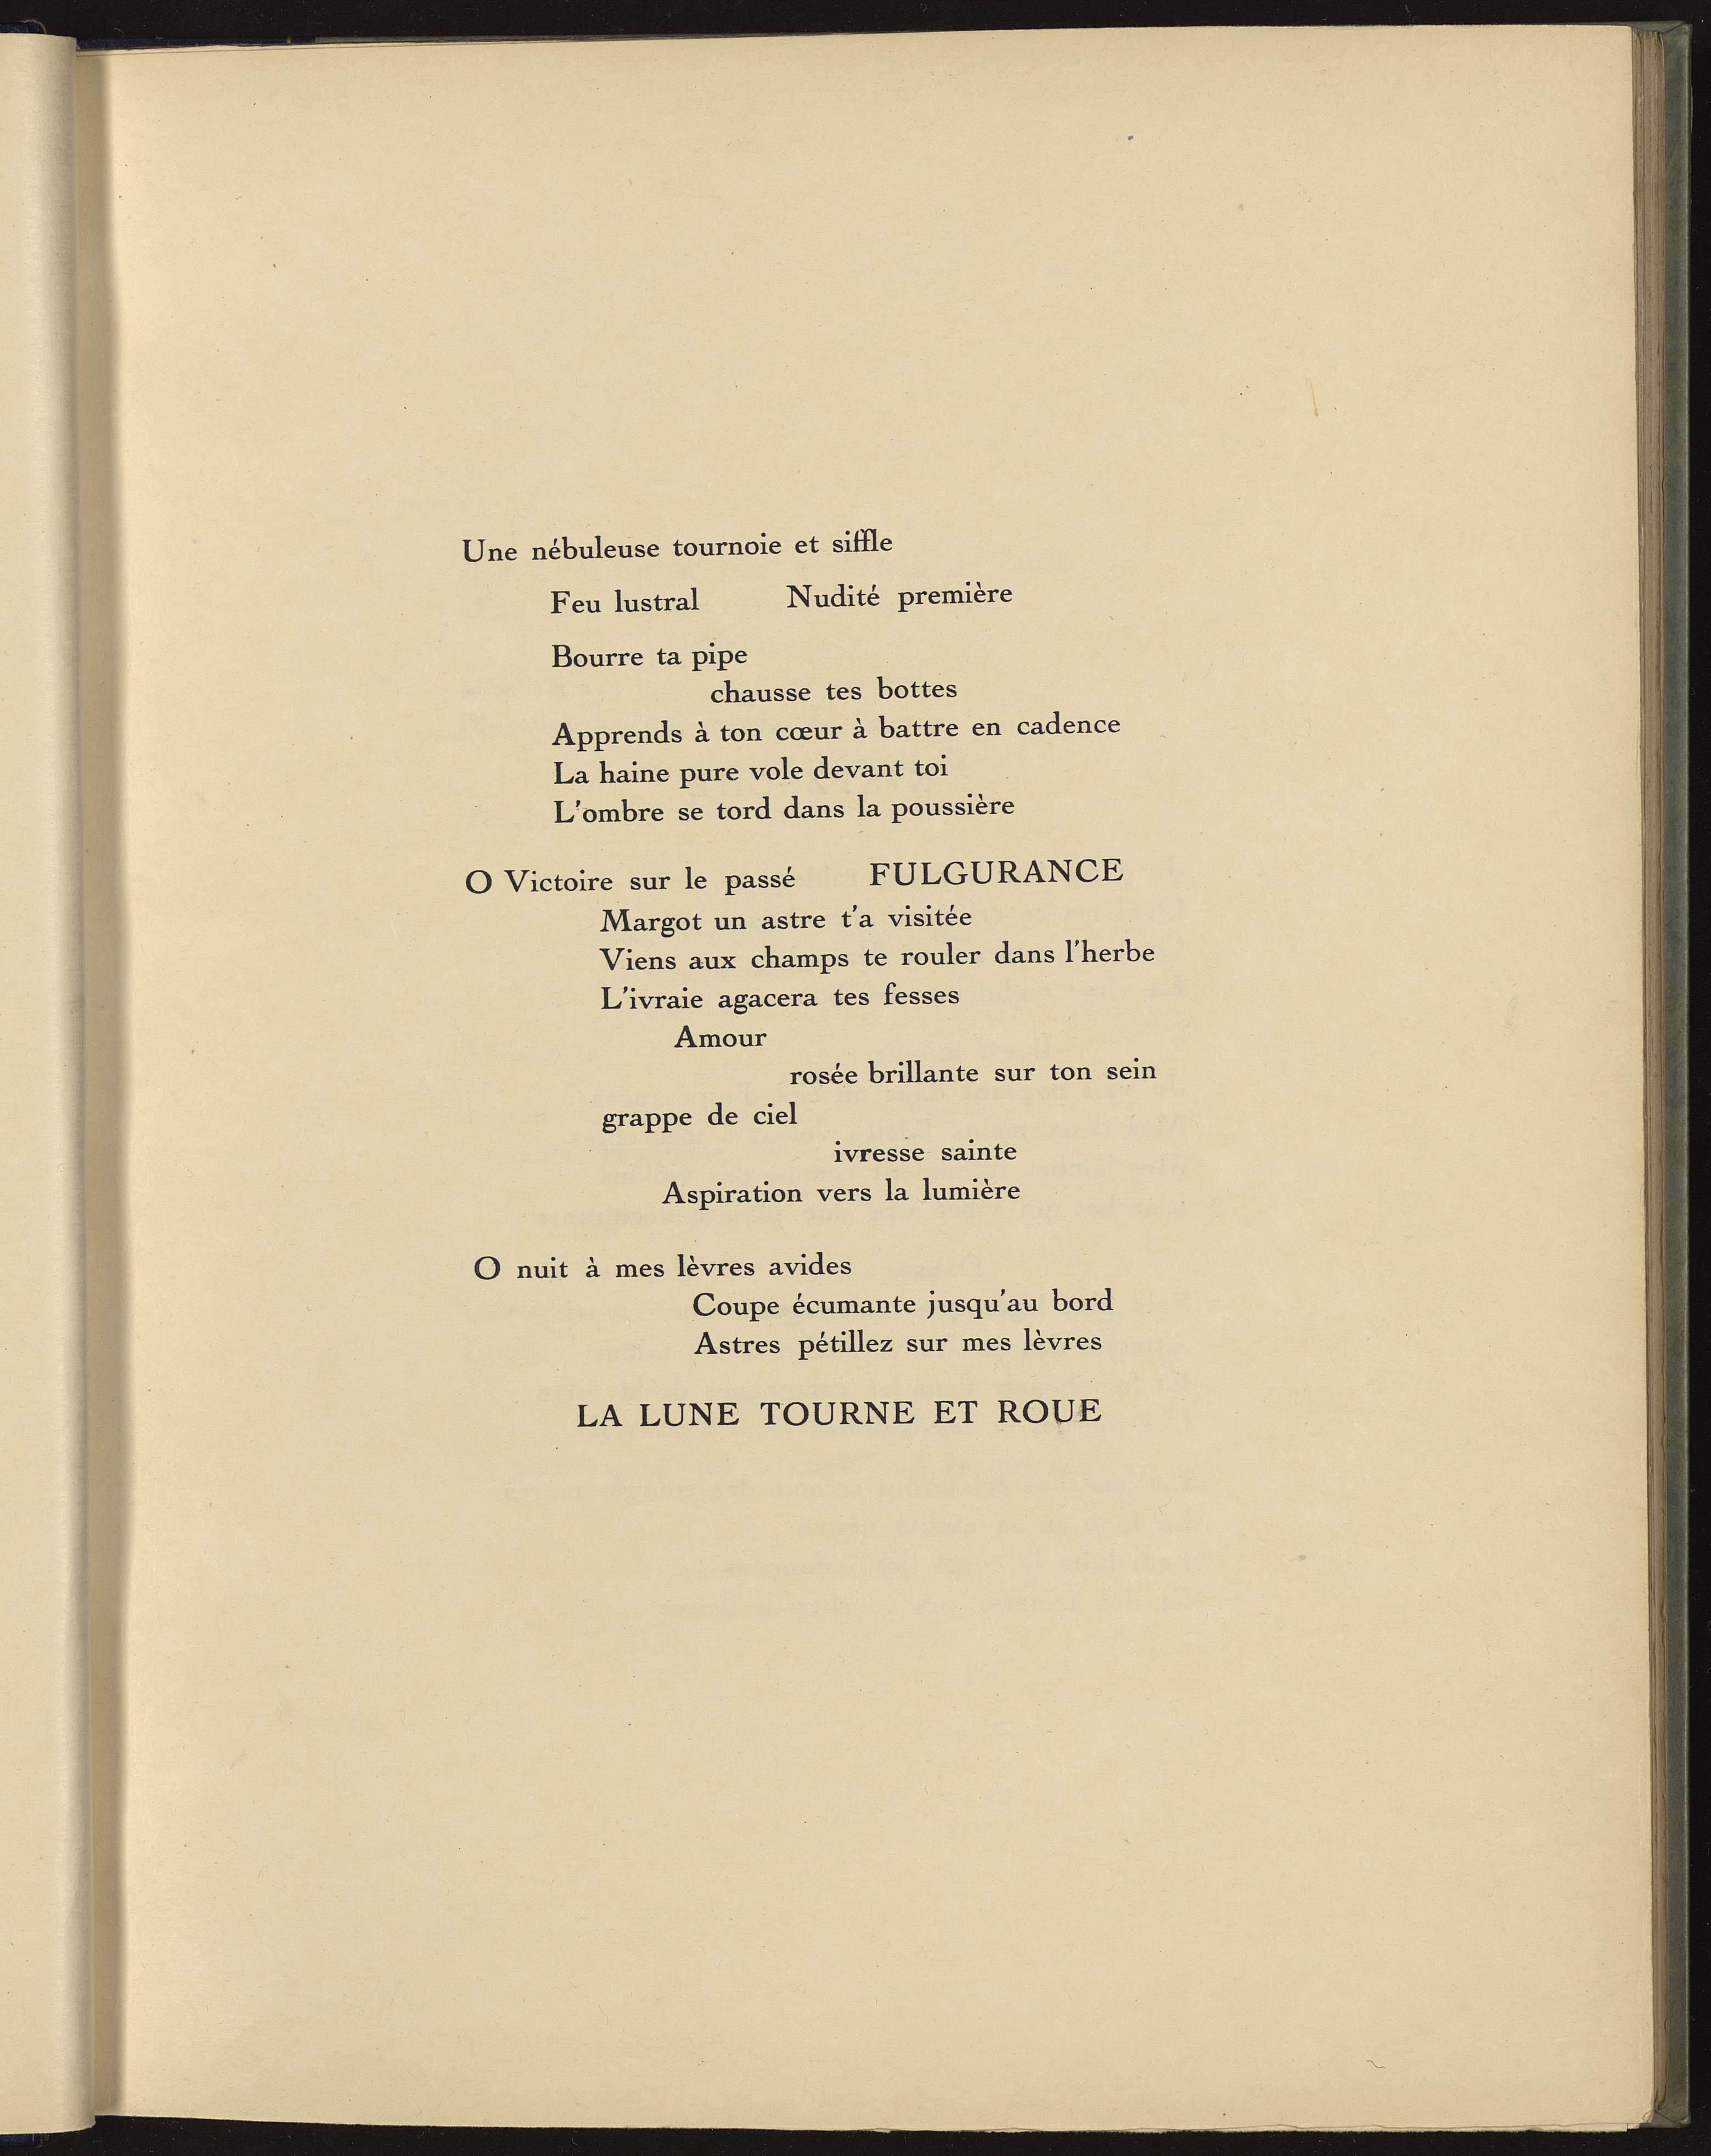 Une nébuleuse tournoie et siffle
Feu lustral Nudité première
Bourre ta pipe
chausse tes bottes
Apprends à ton cœur à battre en cadence
La haine pure vole devant toi
L'ombre se tord dans la poussière
O Victoire sur le passé FULGURANCE
Margot un astre t'a visitée
Viens aux champs te rouler dans l'herbe
L'ivraie agacera tes fesses
Amour
rosée brillante sur ton sein
grappe de ciel
ivresse sainte
Aspiration vers la lumière
O nuit à mes lèvres avides
Coupe écumante jusqu'au bord
Astres pétillez sur mes lèvres
LA LUNE TOURNE ET ROUE